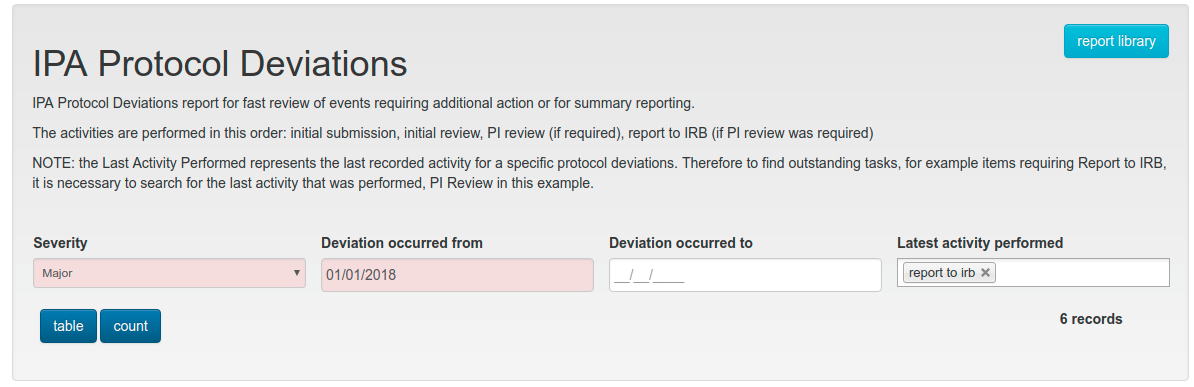 report library
IPA Protocol Deviations
IPA Protocol Deviations report for fast review of events requiring additional action or for summary reporting.
The activities are performed in this order: initial submission, initial review, PI review (if required), report to IRB (if PI review was required)
NOTE: the Last Activity Performed represents the last recorded activity for a specific protocol deviations. Therefore to find outstanding tasks, for example items requiring Report to IRB,
it is necessary to search for the last activity that was performed, PI Review in this example.
Severity Deviation occurred from Deviation occurred to Latest activity performed
Major 01/01/2018 __/__/____ report to irb ✕
table count 6 records